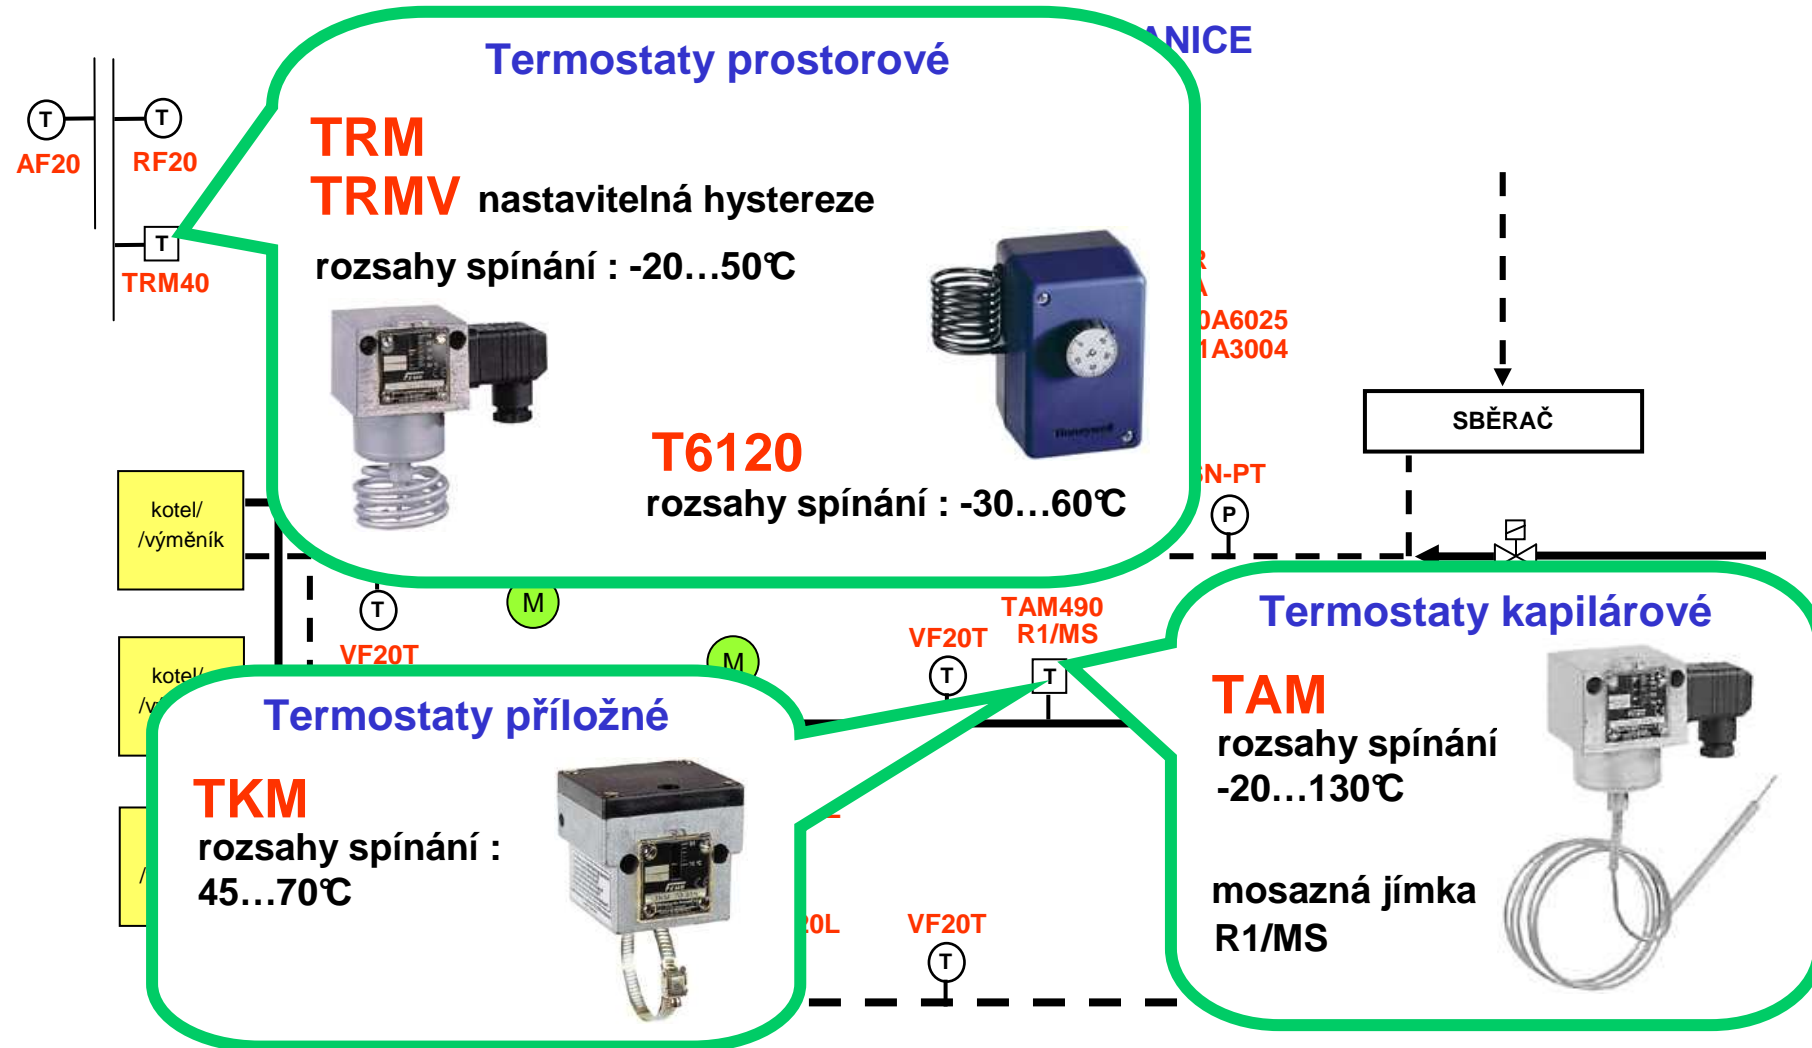 ANICE
Termostaty prostorové
TRM
TRMV nastavitelná hystereze
rozsahy spínání : -20…50°C
T6120
rozsahy spínání : -30…60°C
T
T
AF20
RF20
T
TRM40
R
0A6025
1A3004
SBĚRAČ
N-PT
P
kotel/
/výměník
T
VF20T
M
M
kotel/
TAM490
R1/MS
VF20T
T
T
Termostaty kapilárové
TAM
rozsahy spínání
-20…130°C
mosazná jímka
R1/MS
Termostaty příložné
TKM
rozsahy spínání :
45…70°C
20L
VF20T
T
Honeywell